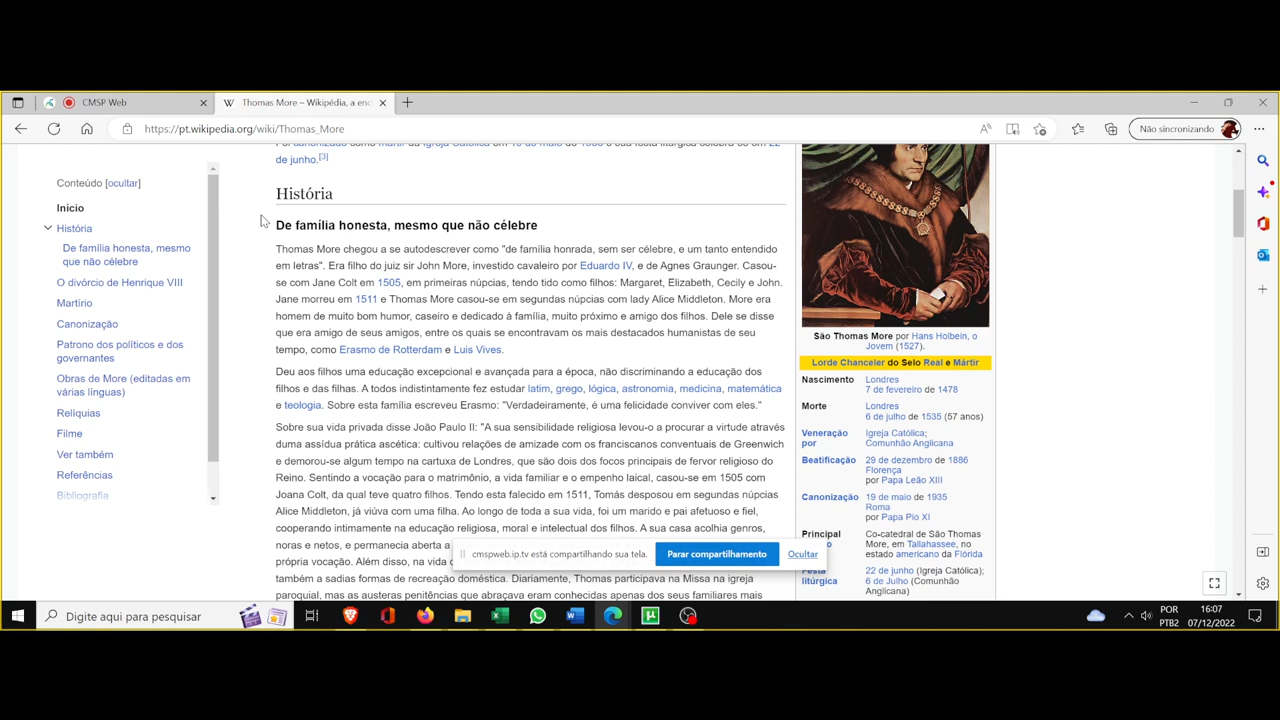 CMSP Web
Thomas More – Wikipédia, a enc
https://pt.wikipedia.org/wiki/Thomas_More
Não sincronizando
Conteúdo [ocultar]
Início
História
De família honesta, mesmo
que não célebre
O divórcio de Henrique VIII
Martírio
Canonização
Patrono dos políticos e dos
governantes
Obras de More (editadas em
várias línguas)
Relíquias
Filme
Ver também
Referências
Bibliografia
de junho.[3]
História
De família honesta, mesmo que não célebre
Thomas More chegou a se autodescrever como "de família honrada, sem ser célebre, e um tanto entendido
em letras". Era filho do juiz sir John More, investido cavaleiro por Eduardo IV, e de Agnes Graunger. Casou-
se com Jane Colt em 1505, em primeiras núpcias, tendo tido como filhos: Margaret, Elizabeth, Cecily e John.
Jane morreu em 1511 e Thomas More casou-se em segundas núpcias com lady Alice Middleton. More era
homem de muito bom humor, caseiro e dedicado à família, muito próximo e amigo dos filhos. Dele se disse
que era amigo de seus amigos, entre os quais se encontravam os mais destacados humanistas de seu
tempo, como Erasmo de Rotterdam e Luis Vives.
Deu aos filhos uma educação excepcional e avançada para a época, não discriminando a educação dos
filhos e das filhas. A todos indistintamente fez estudar latim, grego, lógica, astronomia, medicina, matemática
e teologia. Sobre esta família escreveu Erasmo: "Verdadeiramente, é uma felicidade conviver com eles."
Sobre sua vida privada disse João Paulo II: "A sua sensibilidade religiosa levou-o a procurar a virtude através
duma assídua prática ascética: cultivou relações de amizade com os franciscanos conventuais de Greenwich
e demorou-se algum tempo na cartuxa de Londres, que são dois dos focos principais de fervor religioso do
Reino. Sentindo a vocação para o matrimônio, a vida familiar e o empenho laical, casou-se em 1505 com
Joana Colt, da qual teve quatro filhos. Tendo esta falecido em 1511, Tomás desposou em segundas núpcias
Alice Middleton, já viúva com uma filha. Ao longo de toda a sua vida, foi um marido e pai afetuoso e fiel,
cooperando intimamente na educação religiosa, moral e intelectual dos filhos. A sua casa acolhia genros,
noras e netos, e permanecia aberta a
própria vocação. Além disso, na vida d
também a sadias formas de recreação doméstica. Diariamente, Thomas participava na Missa na igreja
paroquial, mas as austeras penitências que abraçava eram conhecidas apenas dos seus familiares mais
São Thomas More por Hans Holbein, o
Jovem (1527).
Lorde Chanceler do Selo Real e Mártir
Nascimento Londres
7 de fevereiro de 1478
Morte Londres
6 de julho de 1535 (57 anos)
Veneração por Igreja Católica;
Comunhão Anglicana
Beatificação 29 de dezembro de 1886
Florença
por Papa Leão XIII
Canonização 19 de maio de 1935
Roma
por Papa Pio XI
Principal Co-catedral de São Thomas
More, em Tallahassee, no
estado americano da Flórida
Festa litúrgica 22 de junho (Igreja Católica);
6 de Julho (Comunhão
Anglicana)
cmspweb.ip.tv está compartilhando sua tela.
Parar compartilhamento
Ocultar
Digite aqui para pesquisar
POR
PTB2
16:07
07/12/2022